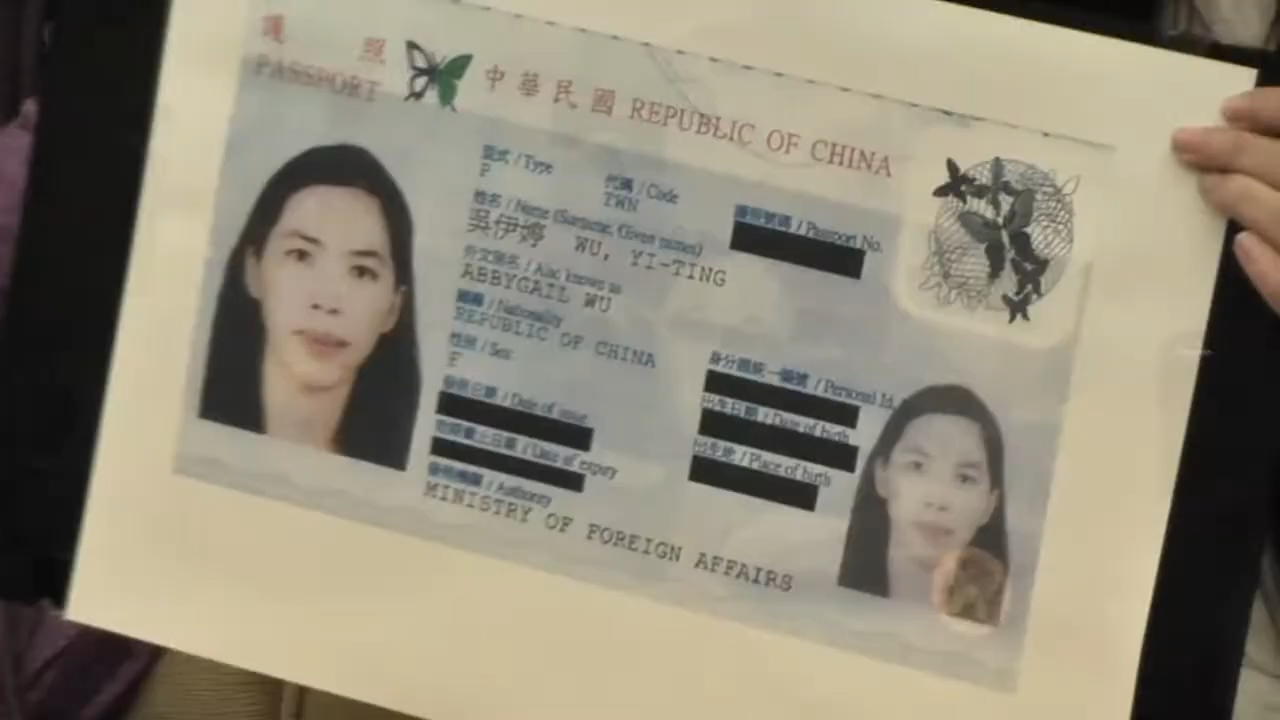 護照 中華民國 REPUBLIC OF CHINA
PASSPORT
型式 / Type
P
代碼 / Code
TWN
護照號碼 / Passport No.
姓名 / Name (Surname, Given names)
吳伊婷 WU, YI-TING
外文別名 / Also known as
ABBYGAIL WU
國籍 / Nationality
REPUBLIC OF CHINA
性別 / Sex
F
身分證統一編號 / Personal Id.
發照日期 / Date of issue
出生日期 / Date of birth
效期截止日期 / Date of expiry
出生地 / Place of birth
發照機關 / Authority
MINISTRY OF FOREIGN AFFAIRS